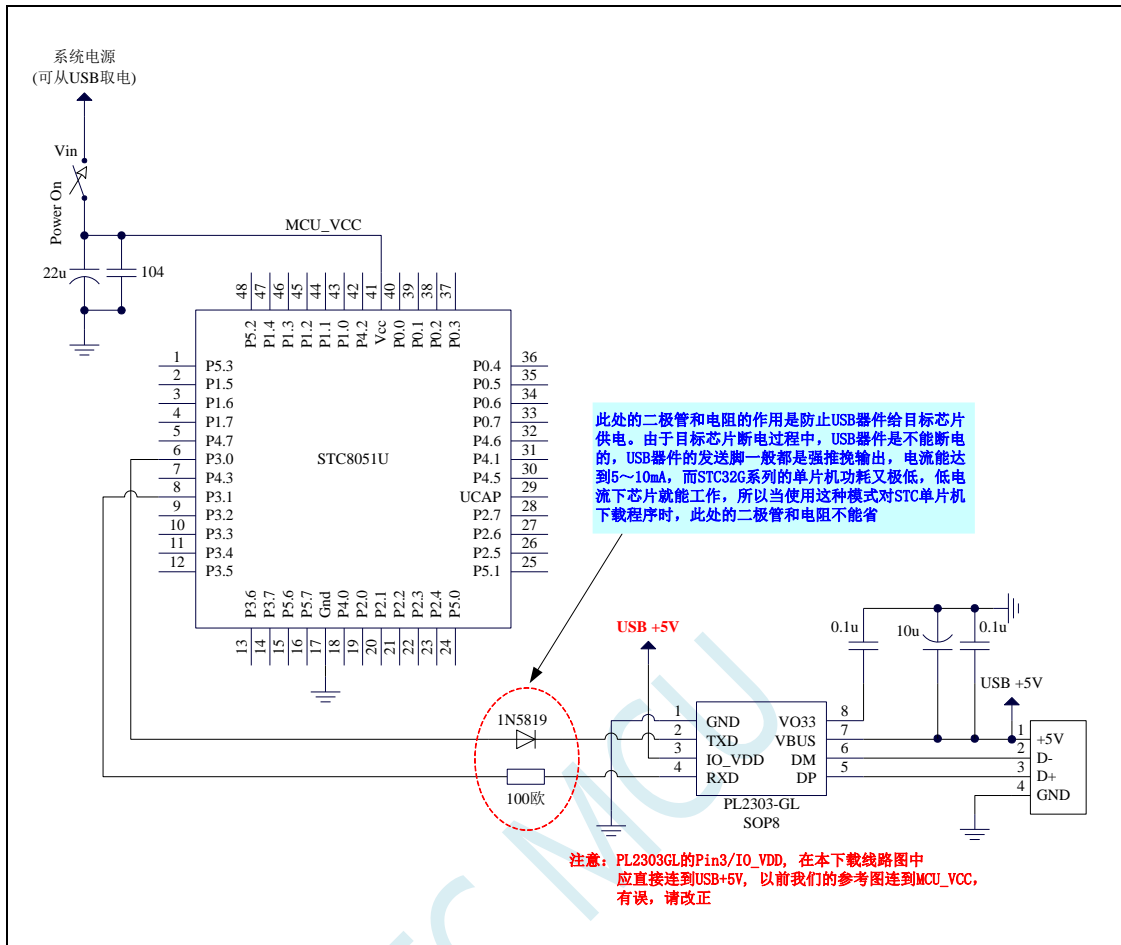 系统电源
(可从USB取电)
Vin
Power On
MCU_VCC
22u
104
48 47 46 45 44 43 42 41 40 39 38 37
P5.2 P1.4 P1.3 P1.2 P1.1 P1.0 P4.2 Vcc P0.0 P0.1 P0.2 P0.3
1 P5.3
2 P1.5
3 P1.6
4 P1.7
5 P4.7
6 P3.0
7 P4.3
8 P3.1
9 P3.2
10 P3.3
11 P3.4
12 P3.5
STC8051U
P0.4 36
P0.5 35
P0.6 34
P0.7 33
P4.6 32
P4.1 31
P4.5 30
UCAP 29
P2.7 28
P2.6 27
P2.5 26
P5.1 25
P3.6 P3.7 P5.6 P5.7 Gnd P4.0 P2.0 P2.1 P2.2 P2.3 P2.4 P5.0
13 14 15 16 17 18 19 20 21 22 23 24
此处的二极管和电阻的作用是防止USB器件给目标芯片
供电。由于目标芯片断电过程中，USB器件是不能断电
的，USB器件的发送脚一般都是强推挽输出，电流能达
到5～10mA，而STC32G系列的单片机功耗又极低，低电
流下芯片就能工作，所以当使用这种模式对STC单片机
下载程序时，此处的二极管和电阻不能省
USB +5V
0.1u
10u
0.1u
USB +5V
1N5819
100欧
1 GND
2 TXD
3 IO_VDD
4 RXD
VO33 8
VBUS 7
DM 6
DP 5
PL2303-GL
SOP8
1 +5V
2 D-
3 D+
4 GND
注意：PL2303GL的Pin3/IO_VDD, 在本下载线路图中
应直接连到USB+5V, 以前我们的参考图连到MCU_VCC，
有误，请改正
MCU